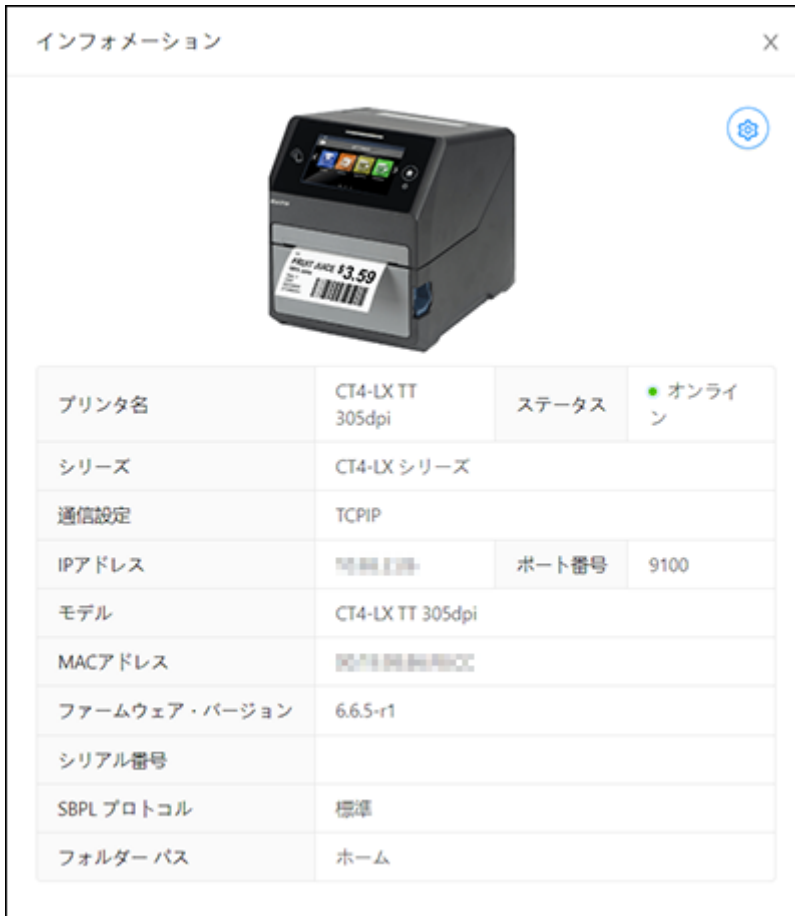 インフォメーション
FRUIT JUICE $3.59
プリンタ名 CT4-LX TT 305dpi ステータス オンライン
シリーズ CT4-LX シリーズ
通信設定 TCPIP
IPアドレス ポート番号 9100
モデル CT4-LX TT 305dpi
MACアドレス
ファームウェア・バージョン 6.6.5-r1
シリアル番号
SBPL プロトコル 標準
フォルダー パス ホーム